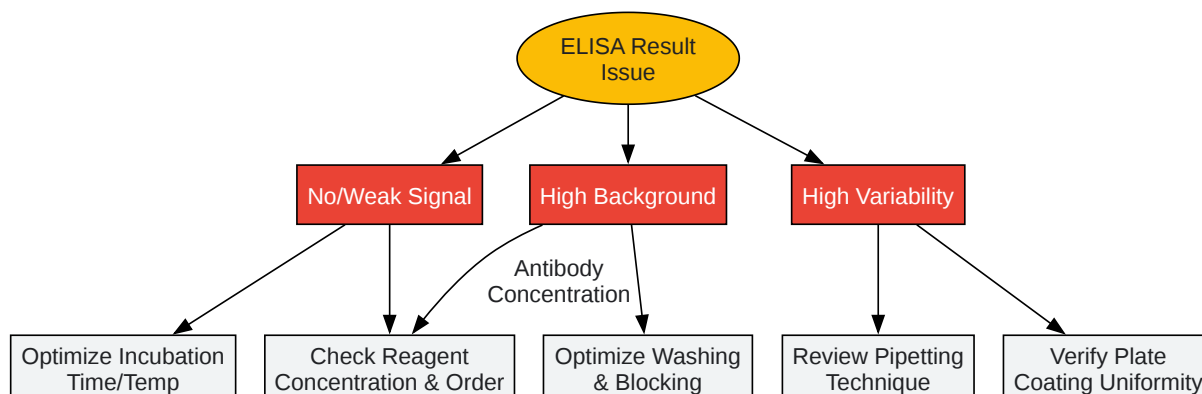 ELISA Result
Issue
No/Weak Signal
High Background
High Variability
Antibody
Concentration
Optimize Incubation
Time/Temp
Check Reagent
Concentration & Order
Optimize Washing
& Blocking
Review Pipetting
Technique
Verify Plate
Coating Uniformity